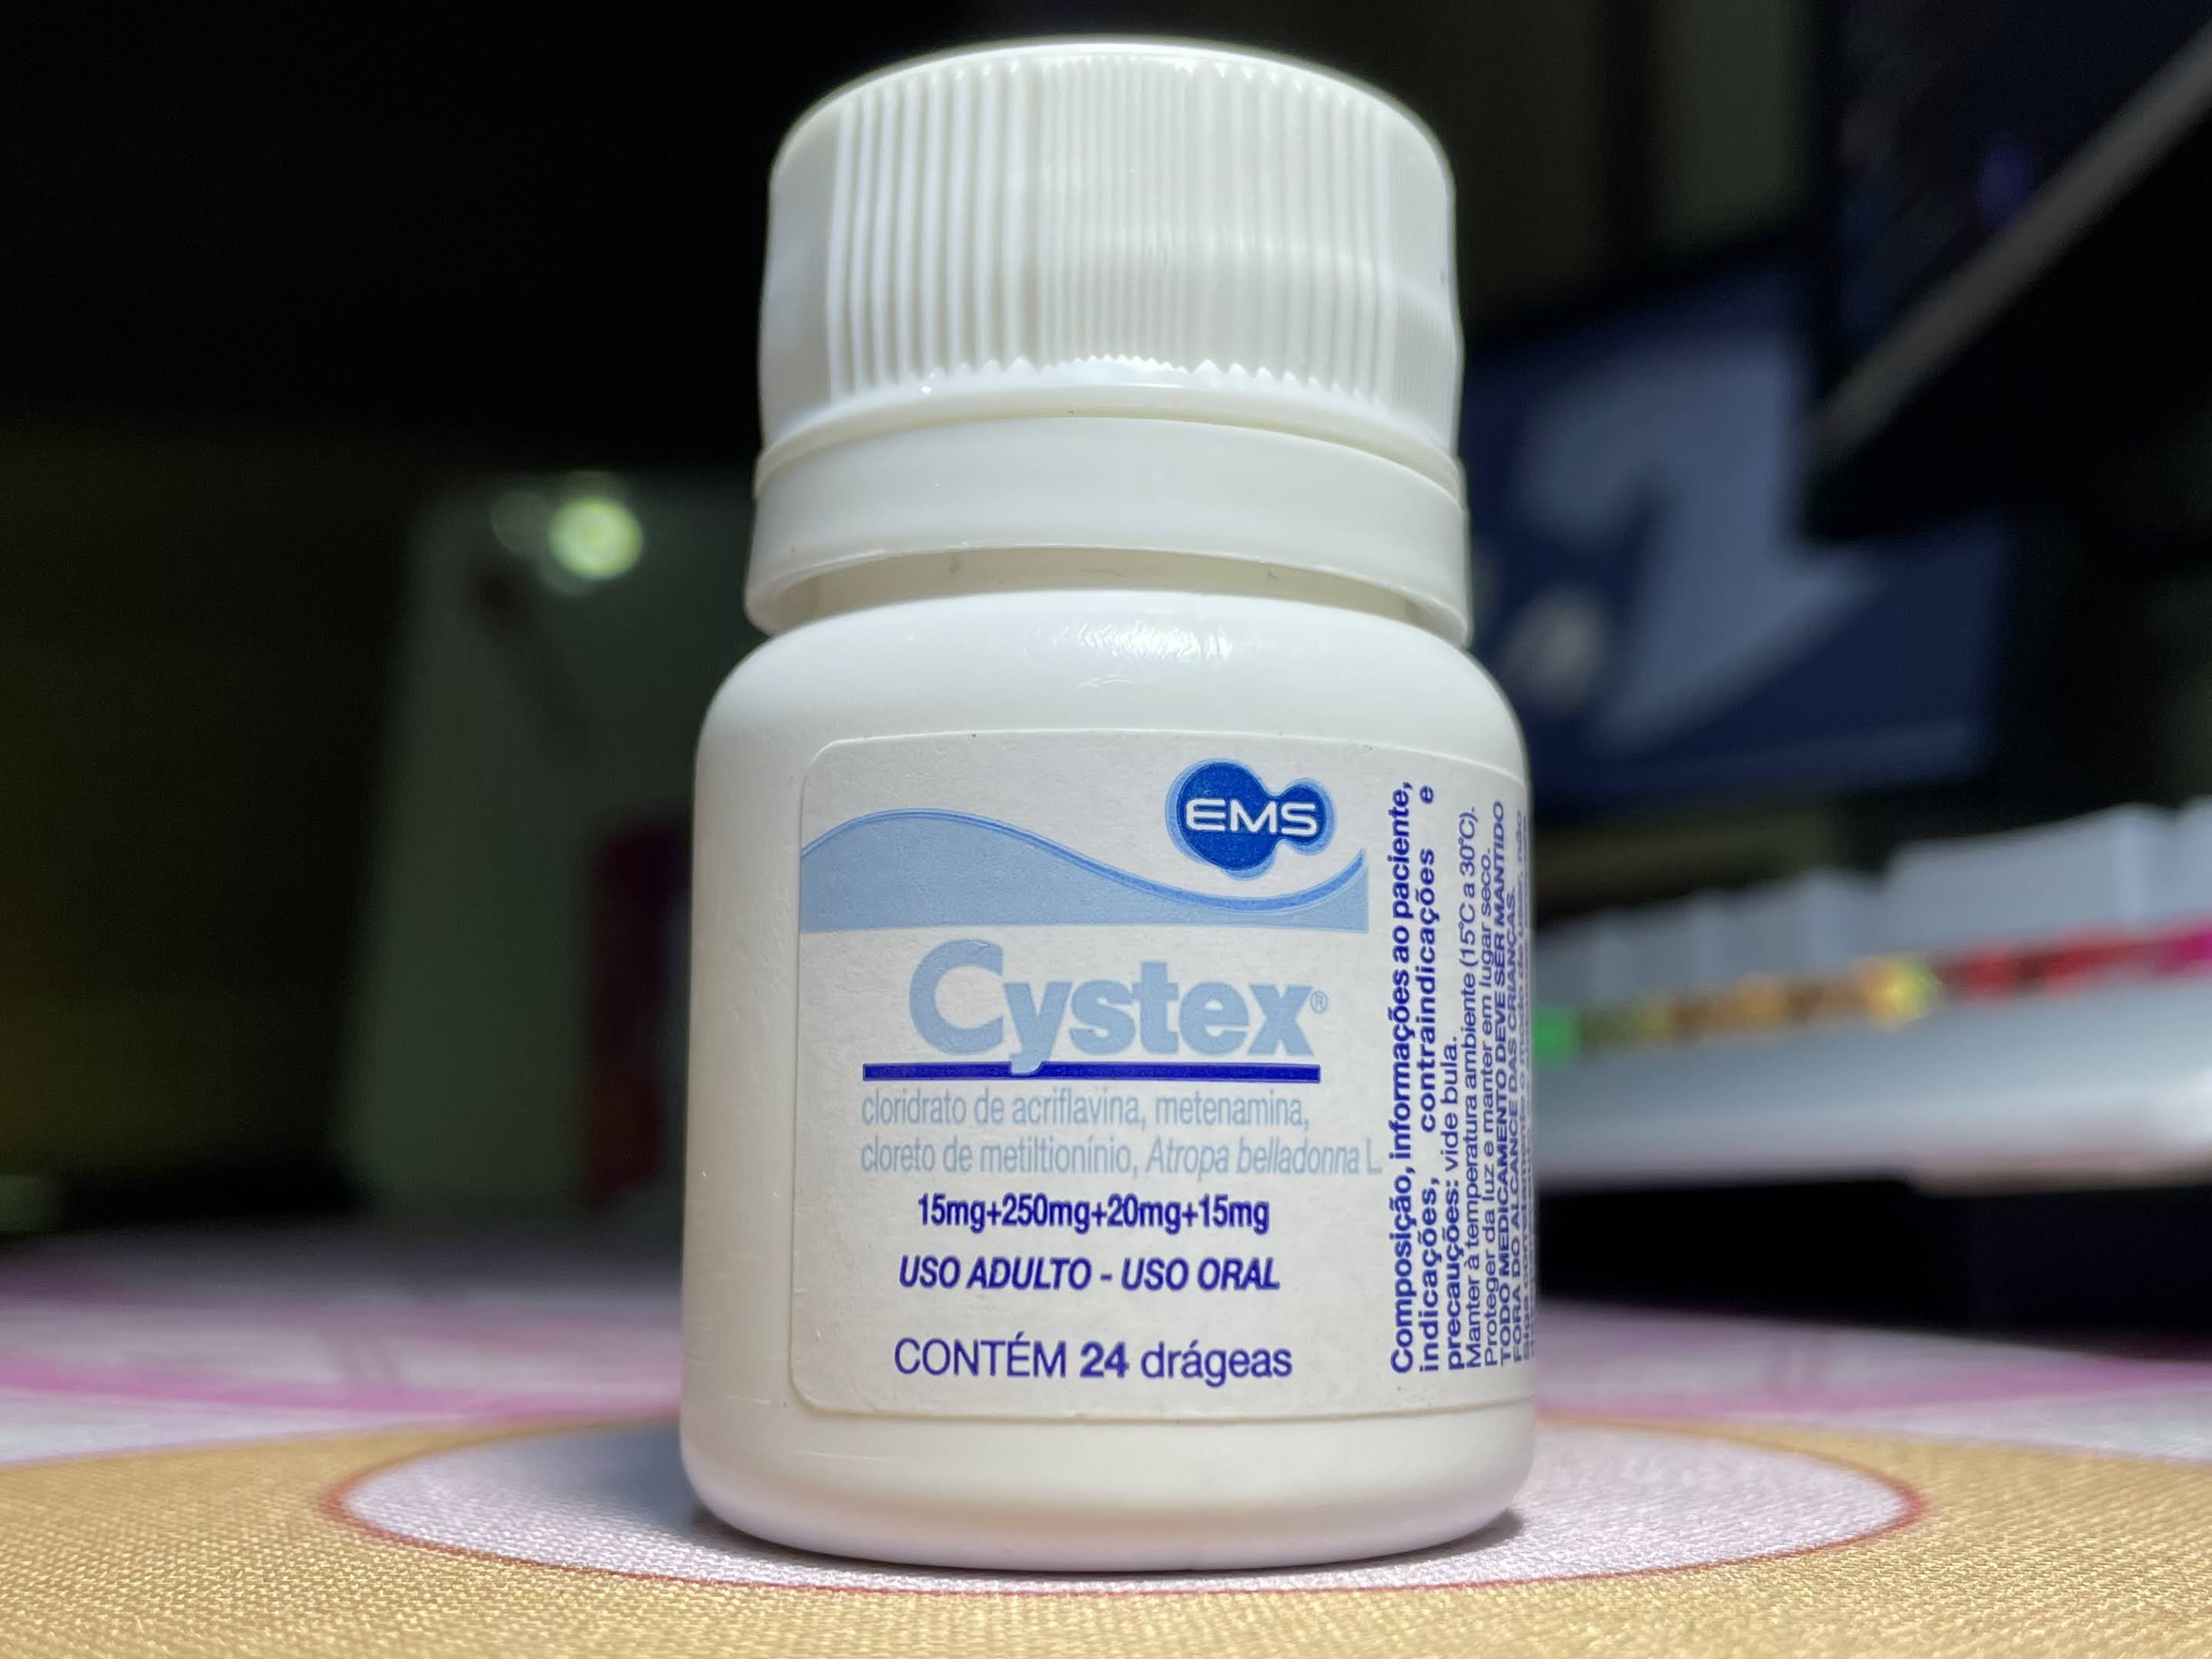 EMS
Cystex®
cloridrato de acriflavina, metenamina,
cloreto de metiltionínio, Atropa belladonna L.
15mg+250mg+20mg+15mg
USO ADULTO - USO ORAL
CONTÉM 24 drágeas
Composição, informações ao paciente,
indicações, contraindicações e
precauções: vide bula.
Manter à temperatura ambiente (15°C a 30°C).
Proteger da luz e manter em lugar seco.
TODO MEDICAMENTO DEVE SER MANTIDO
FORA DO ALCANCE DAS CRIANÇAS.